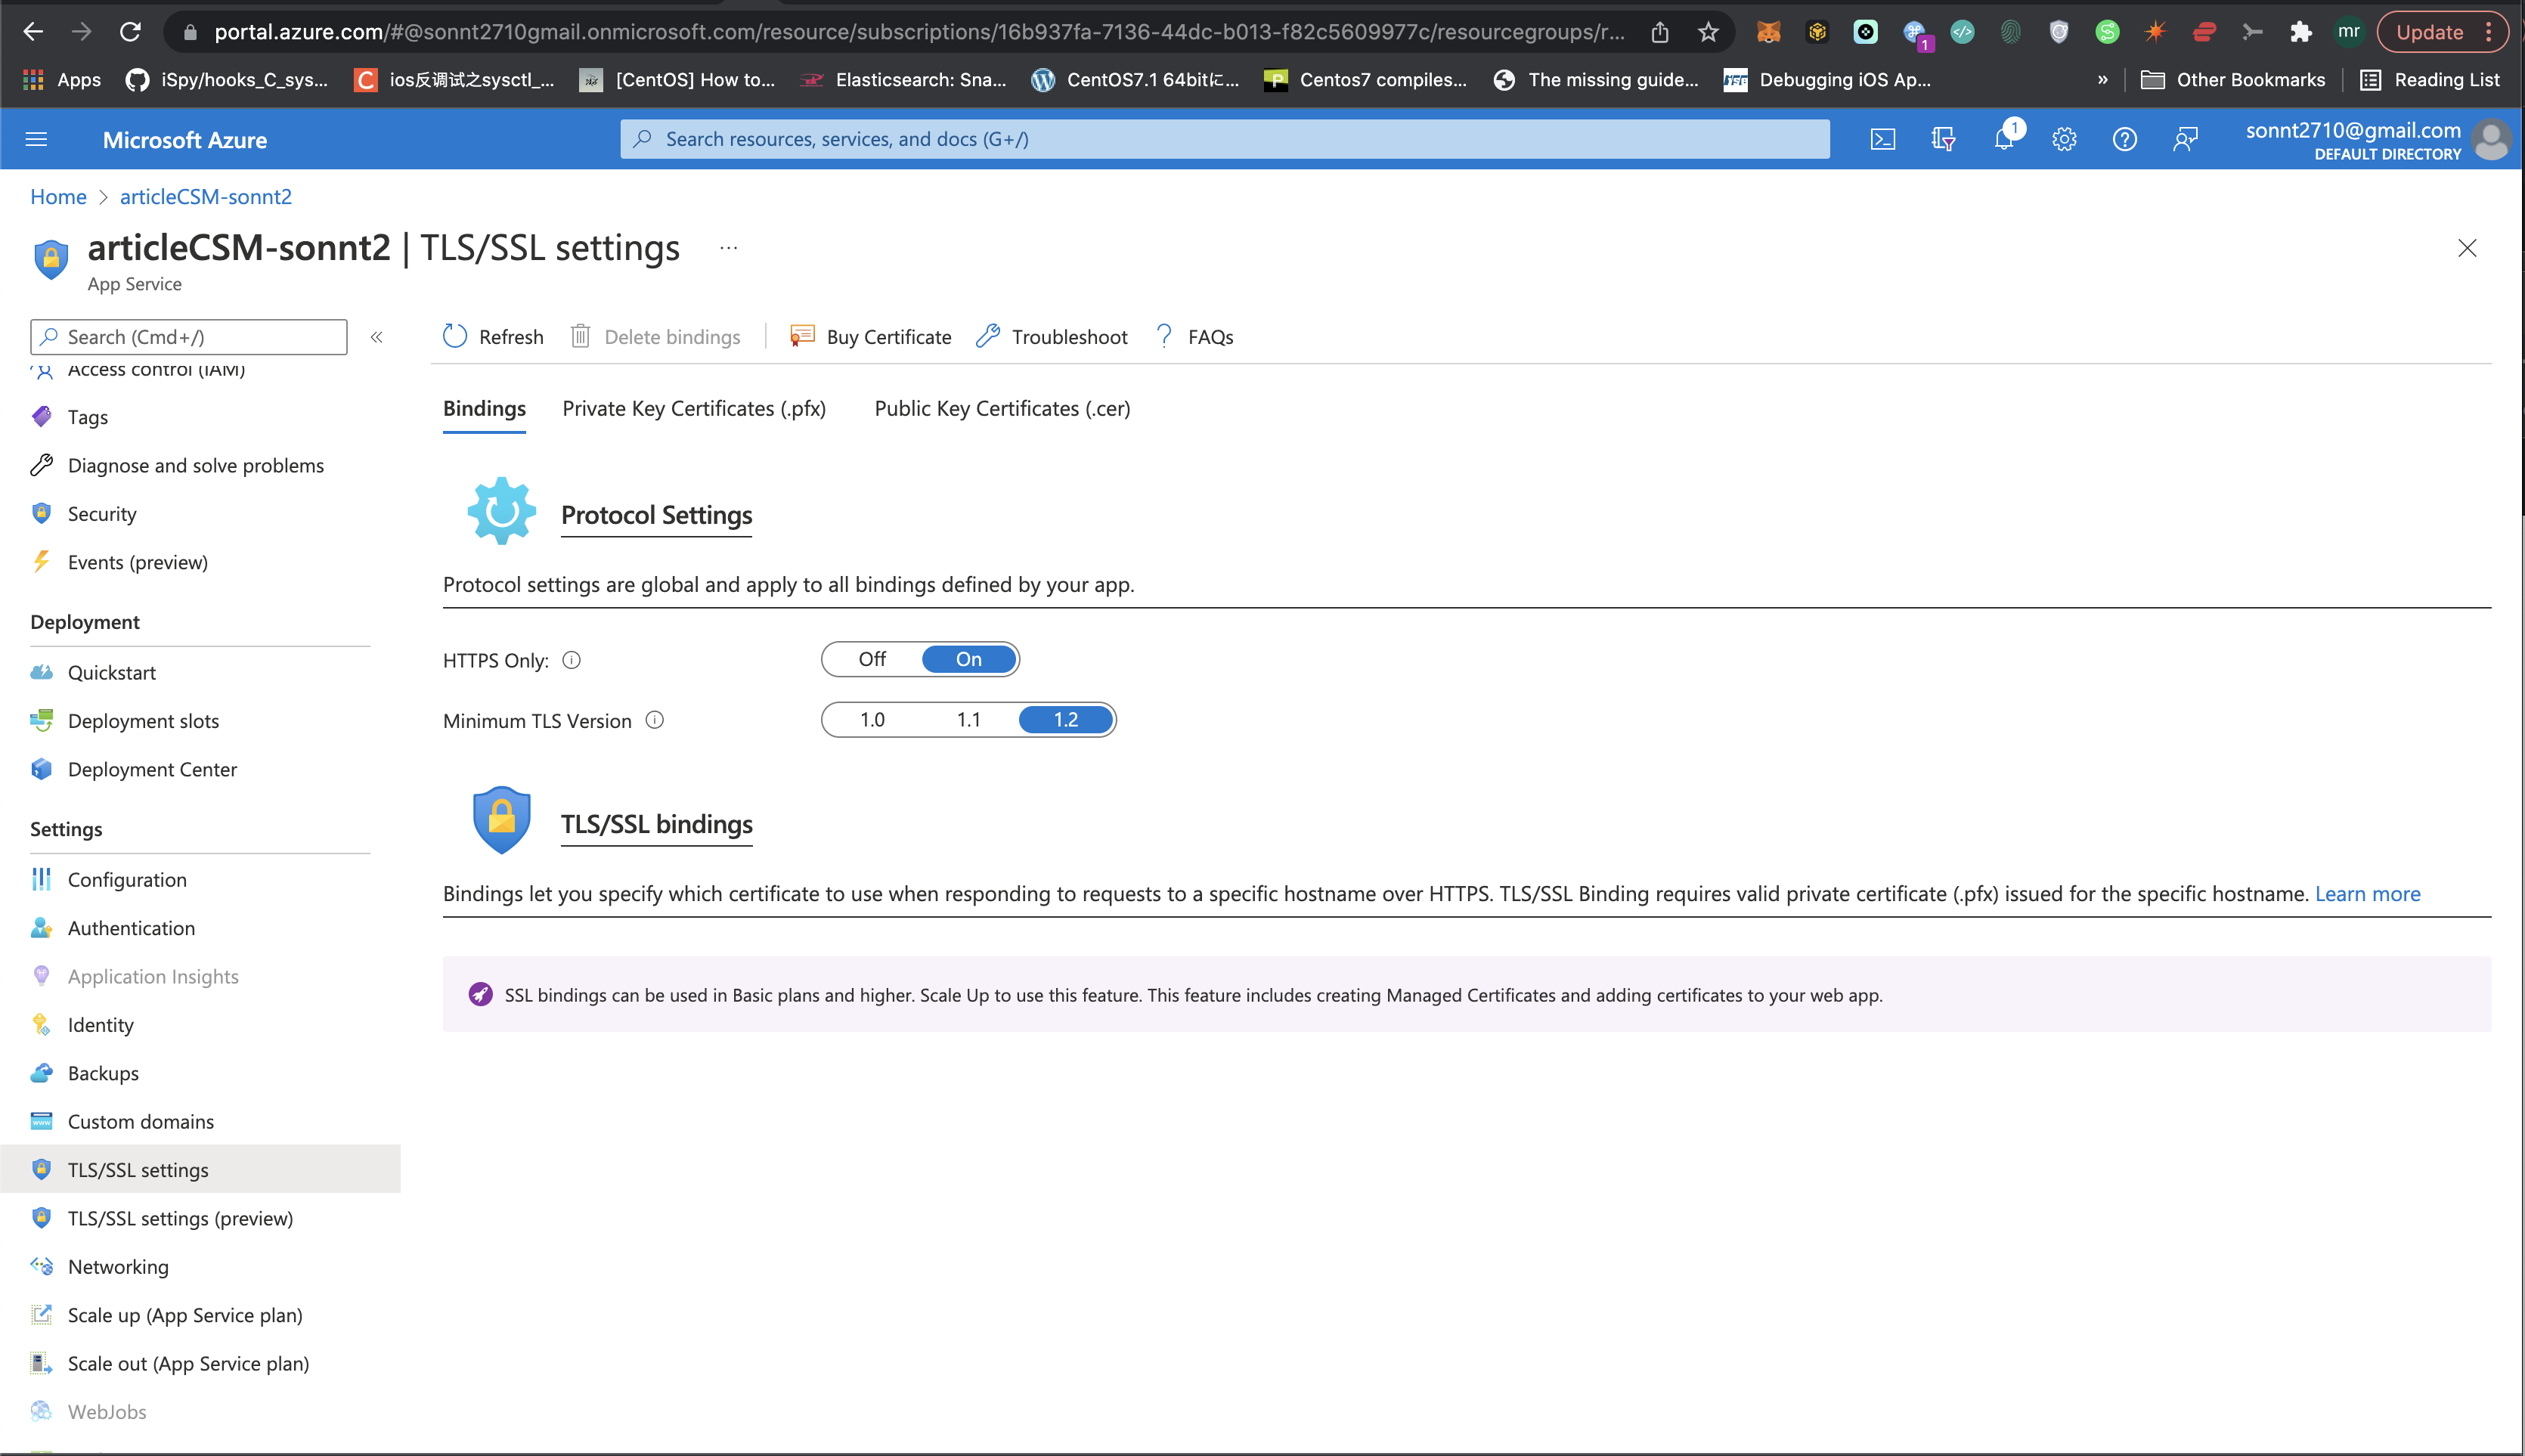 portal.azure.com/#@sonnt2710gmail.onmicrosoft.com/resource/subscriptions/16b937fa-7136-44dc-b013-f82c5609977c/resourcegroups/r...
1
mr
Update
Apps
iSpy/hooks_C_sys...
ios反调试之sysctl_...
[CentOS] How to...
Elasticsearch: Sna...
CentOS7.1 64bitに...
Centos7 compiles...
The missing guide...
Debugging iOS Ap...
»
Other Bookmarks
Reading List
Microsoft Azure
Search resources, services, and docs (G+/)
1
sonnt2710@gmail.com
DEFAULT DIRECTORY
Home > articleCSM-sonnt2
articleCSM-sonnt2 | TLS/SSL settings ...
App Service
Search (Cmd+/)
«
Access control (IAM)
Tags
Diagnose and solve problems
Security
Events (preview)
Deployment
Quickstart
Deployment slots
Deployment Center
Settings
Configuration
Authentication
Application Insights
Identity
Backups
Custom domains
TLS/SSL settings
TLS/SSL settings (preview)
Networking
Scale up (App Service plan)
Scale out (App Service plan)
WebJobs
Refresh
Delete bindings
Buy Certificate
Troubleshoot
? FAQs
Bindings
Private Key Certificates (.pfx)
Public Key Certificates (.cer)
Protocol Settings
Protocol settings are global and apply to all bindings defined by your app.
HTTPS Only: Off On
Minimum TLS Version 1.0 1.1 1.2
TLS/SSL bindings
Bindings let you specify which certificate to use when responding to requests to a specific hostname over HTTPS. TLS/SSL Binding requires valid private certificate (.pfx) issued for the specific hostname. Learn more
SSL bindings can be used in Basic plans and higher. Scale Up to use this feature. This feature includes creating Managed Certificates and adding certificates to your web app.